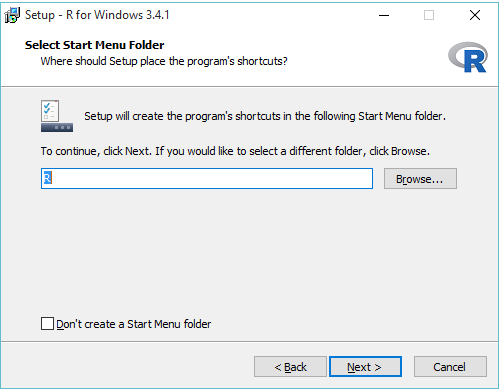 Setup - R for Windows 3.4.1
Select Start Menu Folder
Where should Setup place the program's shortcuts?
R
Setup will create the program's shortcuts in the following Start Menu folder.
To continue, click Next. If you would like to select a different folder, click Browse.
R
Browse...
Don't create a Start Menu folder
< Back
Next >
Cancel